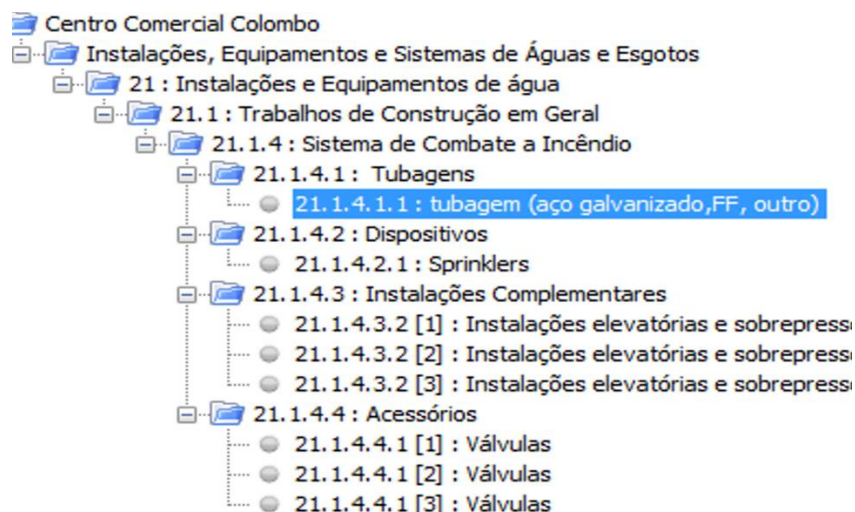 Centro Comercial Colombo
Instalações, Equipamentos e Sistemas de Águas e Esgotos
21 : Instalações e Equipamentos de água
21.1 : Trabalhos de Construção em Geral
21.1.4 : Sistema de Combate a Incêndio
21.1.4.1 : Tubagens
21.1.4.1.1 : tubagem (aço galvanizado,FF, outro)
21.1.4.2 : Dispositivos
21.1.4.2.1 : Sprinklers
21.1.4.3 : Instalações Complementares
21.1.4.3.2 [1] : Instalações elevatórias e sobrepress
21.1.4.3.2 [2] : Instalações elevatórias e sobrepress
21.1.4.3.2 [3] : Instalações elevatórias e sobrepress
21.1.4.4 : Acessórios
21.1.4.4.1 [1] : Válvulas
21.1.4.4.1 [2] : Válvulas
21.1.4.4.1 [3] : Válvulas